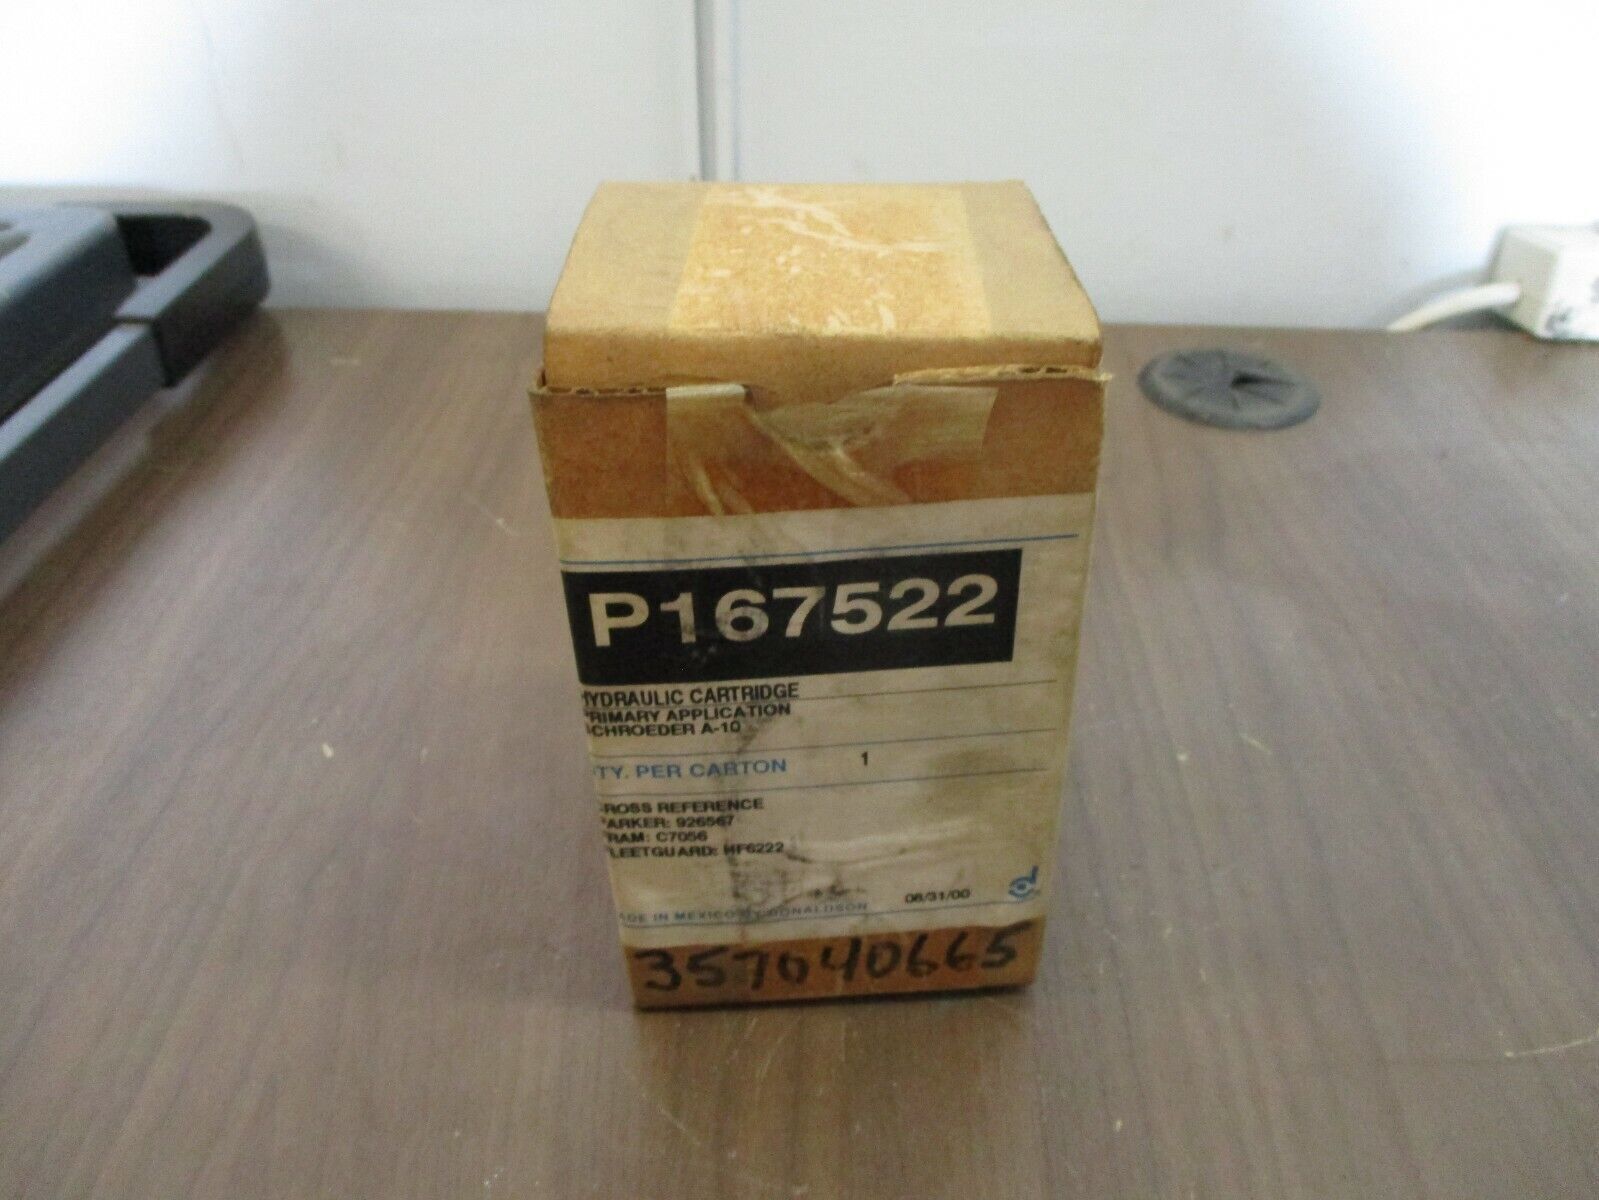 P167522
HYDRAULIC CARTRIDGE
PRIMARY APPLICATION
SCHROEDER A-10
QTY. PER CARTON 1
CROSS REFERENCE
PARKER: 926567
FRAM: C7056
FLEETGUARD: HF6222
08/31/00
MADE IN MEXICO BY DONALDSON
357040665